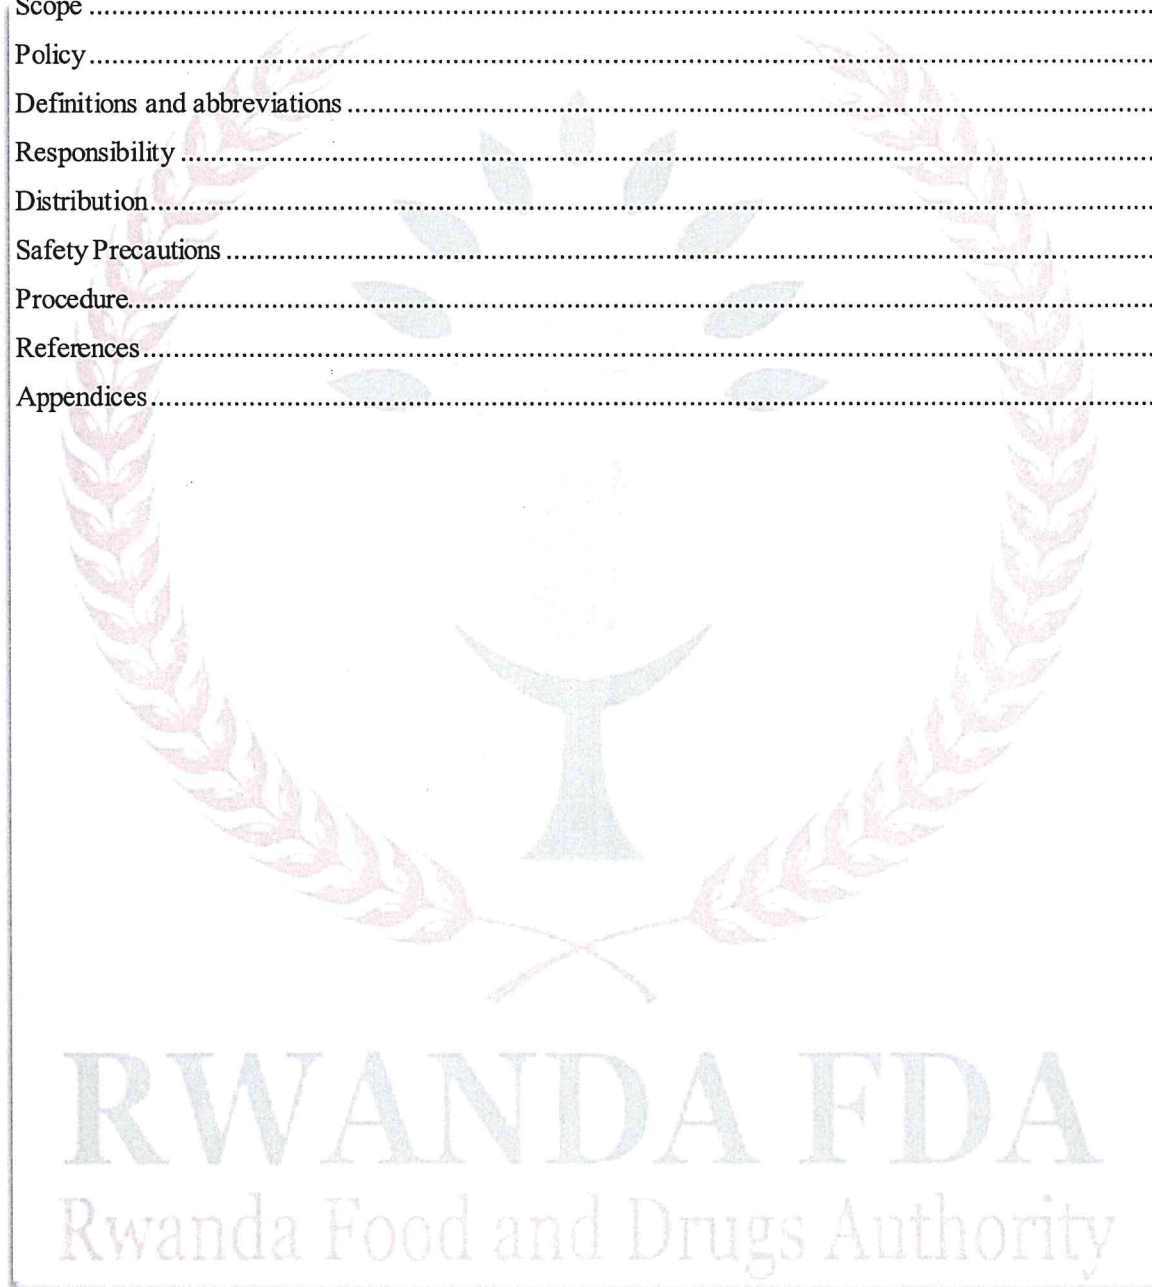 Scope ..........................................................................................................................
Policy ..........................................................................................................................
Definitions and abbreviations ..........................................................................................................................
Responsibility ..........................................................................................................................
Distribution..........................................................................................................................
Safety Precautions ..........................................................................................................................
Procedure..........................................................................................................................
References..........................................................................................................................
Appendices..........................................................................................................................
RWANDA FDA
Rwanda Food and Drugs Authority